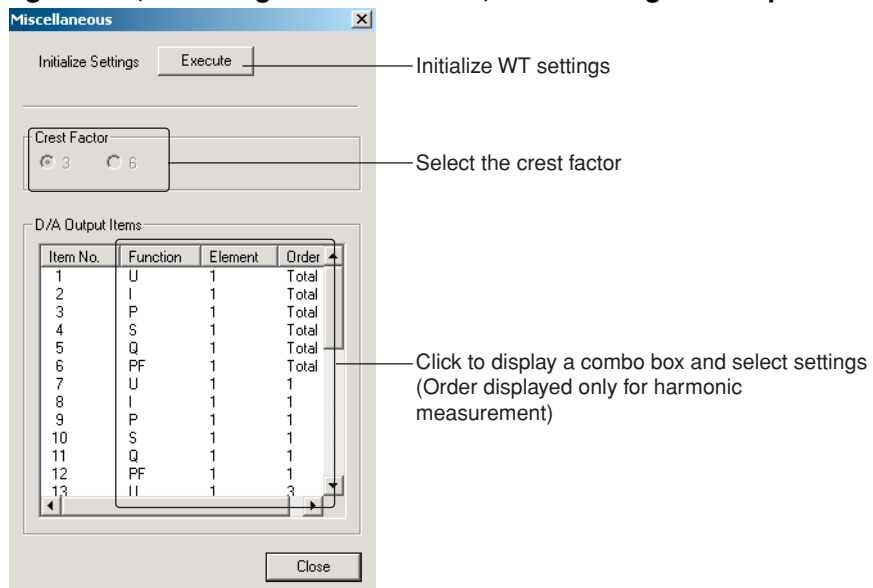 Miscellaneous
Initialize Settings Execute
Initialize WT settings
Crest Factor
3 6
Select the crest factor
D/A Output Items
Item No. Function Element Order
1 U 1 Total
2 I 1 Total
3 P 1 Total
4 S 1 Total
5 Q 1 Total
6 PF 1 Total
7 U 1 1
8 I 1 1
9 P 1 1
10 S 1 1
11 Q 1 1
12 PF 1 1
13 U 1 3
Click to display a combo box and select settings
(Order displayed only for harmonic
measurement)
Close